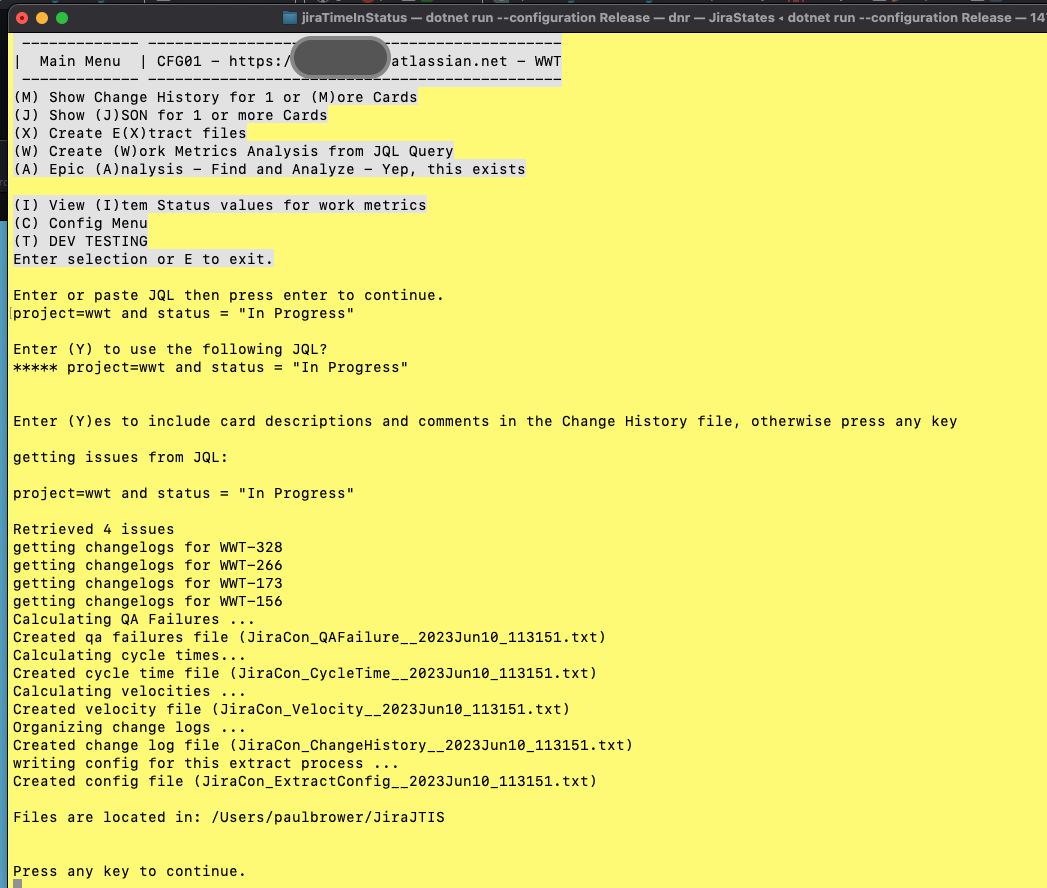 jiraTimeInStatus — dotnet run --configuration Release — dnr — JiraStates ◂ dotnet run --configuration Release — 14
------------- ----------------------------------------------
|  Main Menu  | CFG01 - https:/ atlassian.net - WWT
------------- ----------------------------------------------
(M) Show Change History for 1 or (M)ore Cards
(J) Show (J)SON for 1 or more Cards
(X) Create E(X)tract files
(W) Create (W)ork Metrics Analysis from JQL Query
(A) Epic (A)nalysis - Find and Analyze - Yep, this exists
(I) View (I)tem Status values for work metrics
(C) Config Menu
(T) DEV TESTING
Enter selection or E to exit.
Enter or paste JQL then press enter to continue.
project=wwt and status = "In Progress"
Enter (Y) to use the following JQL?
***** project=wwt and status = "In Progress"
Enter (Y)es to include card descriptions and comments in the Change History file, otherwise press any key
getting issues from JQL:
project=wwt and status = "In Progress"
Retrieved 4 issues
getting changelogs for WWT-328
getting changelogs for WWT-266
getting changelogs for WWT-173
getting changelogs for WWT-156
Calculating QA Failures ...
Created qa failures file (JiraCon_QAFailure__2023Jun10_113151.txt)
Calculating cycle times...
Created cycle time file (JiraCon_CycleTime__2023Jun10_113151.txt)
Calculating velocities ...
Created velocity file (JiraCon_Velocity__2023Jun10_113151.txt)
Organizing change logs ...
Created change log file (JiraCon_ChangeHistory__2023Jun10_113151.txt)
writing config for this extract process ...
Created config file (JiraCon_ExtractConfig__2023Jun10_113151.txt)
Files are located in: /Users/paulbrower/JiraJTIS
Press any key to continue.